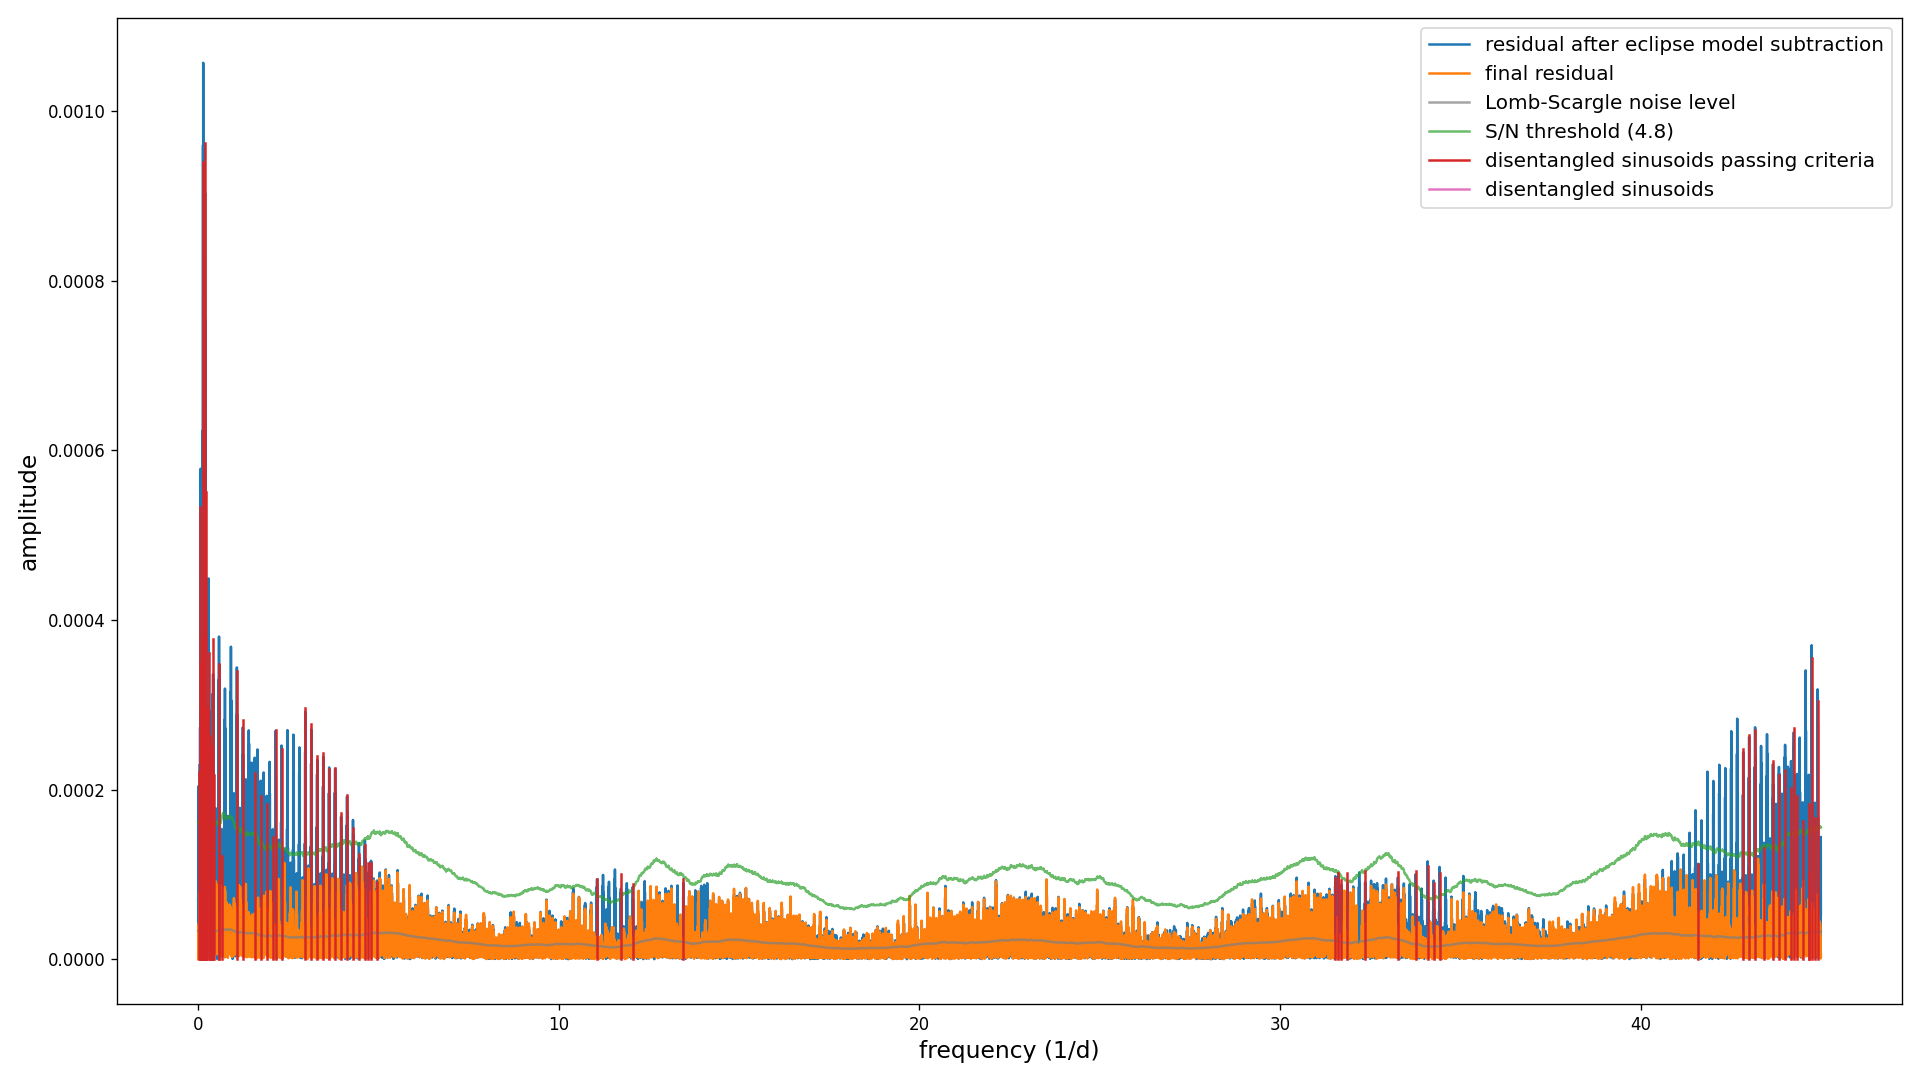 residual after eclipse model subtraction
final residual
Lomb-Scargle noise level
S/N threshold (4.8)
disentangled sinusoids passing criteria
disentangled sinusoids
0.0010
0.0008
0.0006
0.0004
0.0002
0.0000
amplitude
0 10 20 30 40
frequency (1/d)